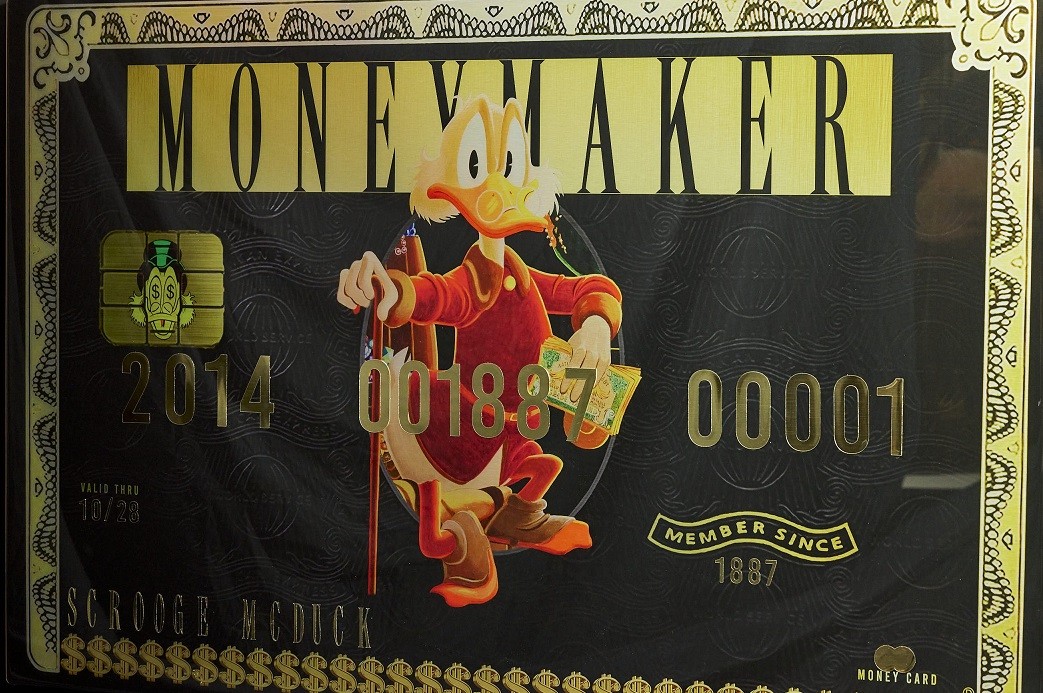 MONEYMAKER
2014 001887 00001
VALID THRU
10/28
MEMBER SINCE
1887
SCROOGE MCDUCK
$$$$$$$$$$$$$$$$$$$$$$$$$$$$$$
MONEY CARD